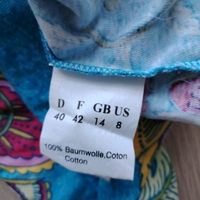 D F GB US
40 42 14 8
100% Baumwolle,Coton
Cotton